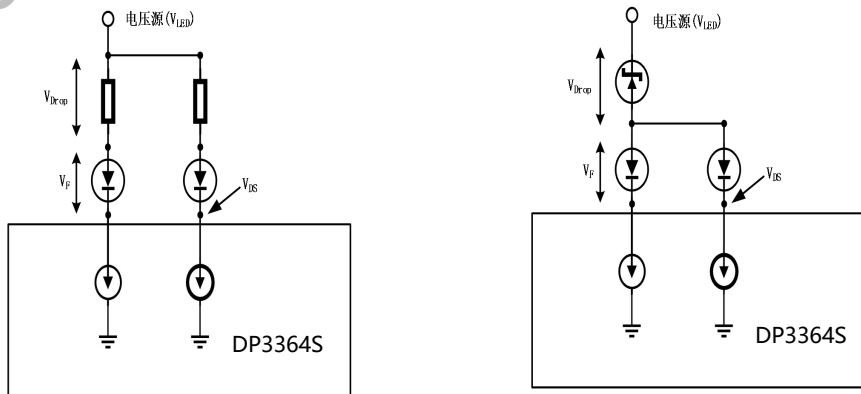 电压源(VLED)
VDrop
VF
VDS
DP3364S
电压源(VLED)
VDrop
VF
VDS
DP3364S